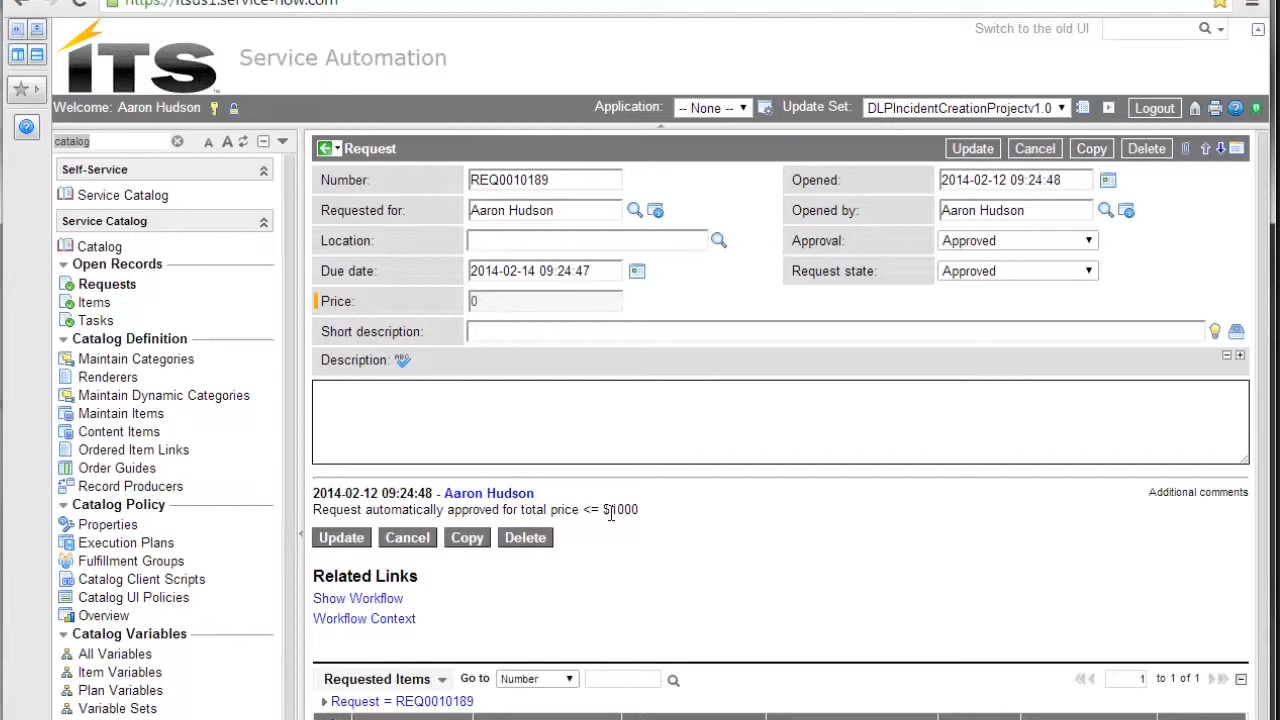 https://itsus1.service-now.com
iTS Service Automation
Switch to the old UI
Welcome: Aaron Hudson
Application: -- None -- Update Set: DLPIncidentCreationProjectv1.0 Logout
catalog A A
Self-Service
Service Catalog
Service Catalog
Catalog
Open Records
Requests
Items
Tasks
Catalog Definition
Maintain Categories
Renderers
Maintain Dynamic Categories
Maintain Items
Content Items
Ordered Item Links
Order Guides
Record Producers
Catalog Policy
Properties
Execution Plans
Fulfillment Groups
Catalog Client Scripts
Catalog UI Policies
Overview
Catalog Variables
All Variables
Item Variables
Plan Variables
Variable Sets
Request
Update Cancel Copy Delete
Number: REQ0010189
Opened: 2014-02-12 09:24:48
Requested for: Aaron Hudson
Opened by: Aaron Hudson
Location:
Approval: Approved
Due date: 2014-02-14 09:24:47
Request state: Approved
Price: 0
Short description:
Description: ABC
2014-02-12 09:24:48 - Aaron Hudson
Additional comments
Request automatically approved for total price <= $1000
Update Cancel Copy Delete
Related Links
Show Workflow
Workflow Context
Requested Items Go to Number
1 to 1 of 1
Request = REQ0010189